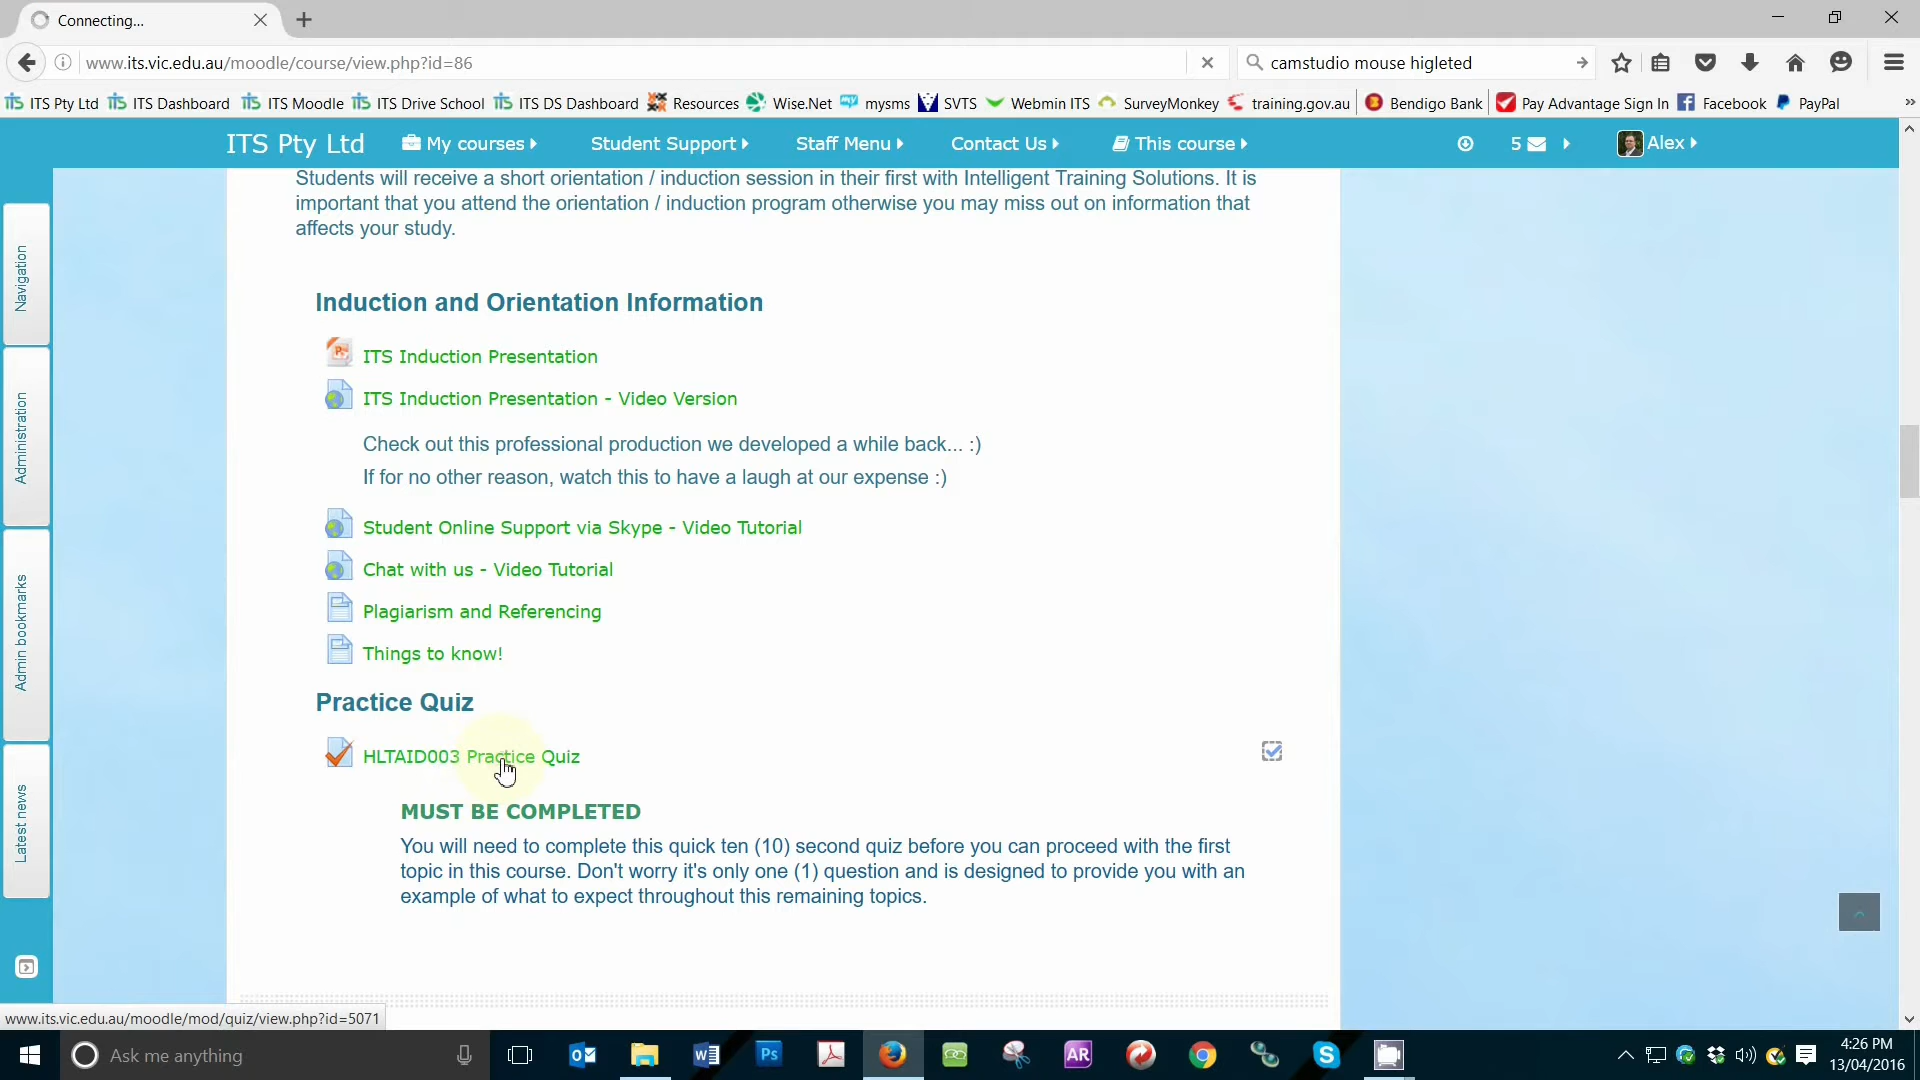 Connecting...
www.its.vic.edu.au/moodle/course/view.php?id=86
camstudio mouse higleted
ITS Pty Ltd ITS Dashboard ITS Moodle ITS Drive School ITS DS Dashboard Resources Wise.Net mysms SVTS Webmin ITS SurveyMonkey training.gov.au Bendigo Bank Pay Advantage Sign In Facebook PayPal
ITS Pty Ltd My courses Student Support Staff Menu Contact Us This course 5 Alex
Students will receive a short orientation / induction session in their first with Intelligent Training Solutions. It is
important that you attend the orientation / induction program otherwise you may miss out on information that
affects your study.
Navigation
Administration
Admin bookmarks
Latest news
Induction and Orientation Information
ITS Induction Presentation
ITS Induction Presentation - Video Version
Check out this professional production we developed a while back... :)
If for no other reason, watch this to have a laugh at our expense :)
Student Online Support via Skype - Video Tutorial
Chat with us - Video Tutorial
Plagiarism and Referencing
Things to know!
Practice Quiz
HLTAID003 Practice Quiz
MUST BE COMPLETED
You will need to complete this quick ten (10) second quiz before you can proceed with the first
topic in this course. Don't worry it's only one (1) question and is designed to provide you with an
example of what to expect throughout this remaining topics.
www.its.vic.edu.au/moodle/mod/quiz/view.php?id=5071
Ask me anything
Ps
AR
4:26 PM
13/04/2016